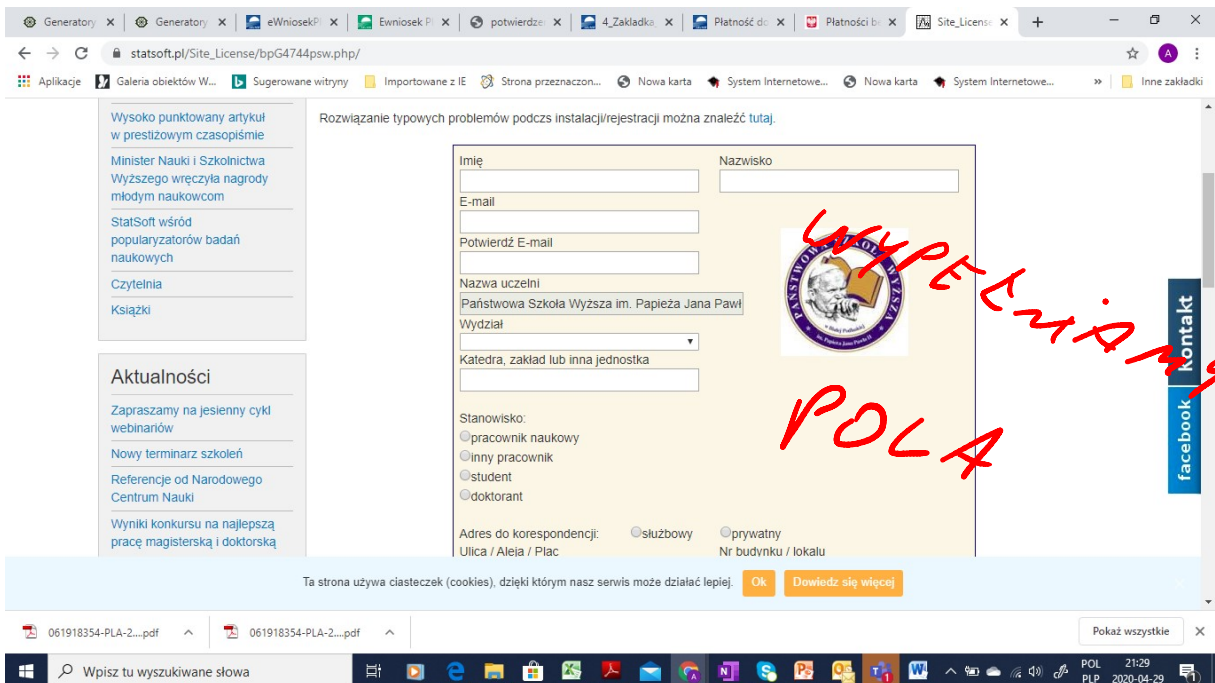 Generatory
Generatory
eWniosekPl
Ewniosek Pl
potwierdze
4_Zakladka
Płatność do
Płatności b
Site_License
statsoft.pl/Site_License/bpG4744psw.php/
A
Aplikacje
Galeria obiektów W...
Sugerowane witryny
Importowane z IE
Strona przeznaczon...
Nowa karta
System Internetowe...
Nowa karta
System Internetowe...
»
Inne zakładki
Wysoko punktowany artykuł
w prestiżowym czasopiśmie
Minister Nauki i Szkolnictwa
Wyższego wręczyła nagrody
młodym naukowcom
StatSoft wśród
popularyzatorów badań
naukowych
Czytelnia
Książki
Aktualności
Zapraszamy na jesienny cykl
webinariów
Nowy terminarz szkoleń
Referencje od Narodowego
Centrum Nauki
Wyniki konkursu na najlepszą
pracę magisterską i doktorską
Rozwiązanie typowych problemów podczs instalacji/rejestracji można znaleźć tutaj.
Imię
Nazwisko
E-mail
Potwierdź E-mail
Nazwa uczelni
Państwowa Szkoła Wyższa im. Papieża Jana Pawł
Wydział
Katedra, zakład lub inna jednostka
Stanowisko:
pracownik naukowy
inny pracownik
student
doktorant
Adres do korespondencji: służbowy prywatny
Ulica / Aleja / Plac
Nr budynku / lokalu
PAŃSTWOWA SZKOŁA WYŻSZA
WYPEŁNIAMY
POLA
kontakt
facebook
Ta strona używa ciasteczek (cookies), dzięki którym nasz serwis może działać lepiej.
Ok
Dowiedz się więcej
061918354-PLA-2....pdf
061918354-PLA-2....pdf
Pokaż wszystkie
Wpisz tu wyszukiwane słowa
POL
PLP
21:29
2020-04-29